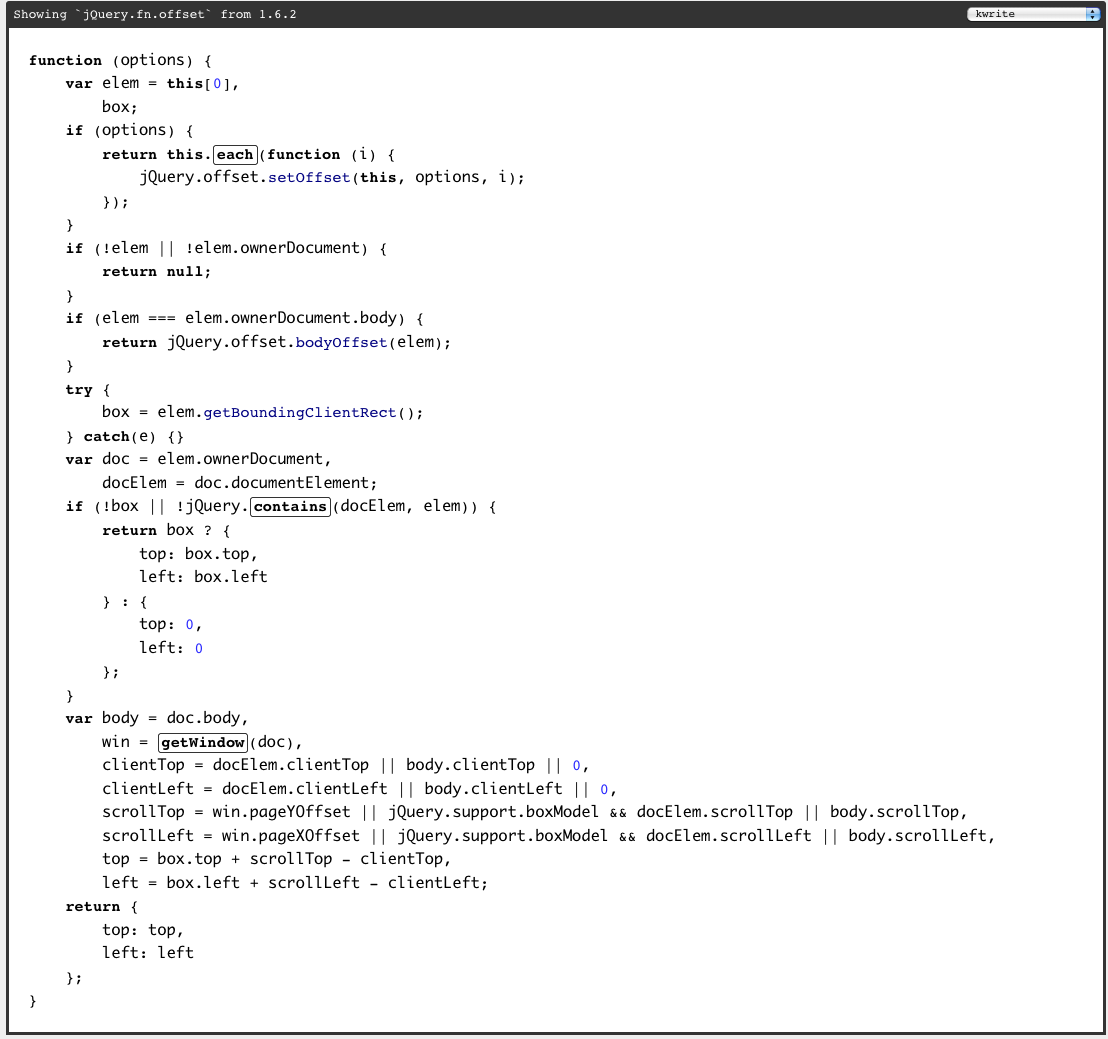 Showing `jQuery.fn.offset` from 1.6.2
kwrite
function (options) {
    var elem = this[0],
        box;
    if (options) {
        return this.each(function (i) {
            jQuery.offset.setOffset(this, options, i);
        });
    }
    if (!elem || !elem.ownerDocument) {
        return null;
    }
    if (elem === elem.ownerDocument.body) {
        return jQuery.offset.bodyOffset(elem);
    }
    try {
        box = elem.getBoundingClientRect();
    } catch(e) {}
    var doc = elem.ownerDocument,
        docElem = doc.documentElement;
    if (!box || !jQuery.contains(docElem, elem)) {
        return box ? {
            top: box.top,
            left: box.left
        } : {
            top: 0,
            left: 0
        };
    }
    var body = doc.body,
        win = getWindow(doc),
        clientTop = docElem.clientTop || body.clientTop || 0,
        clientLeft = docElem.clientLeft || body.clientLeft || 0,
        scrollTop = win.pageYOffset || jQuery.support.boxModel && docElem.scrollTop || body.scrollTop,
        scrollLeft = win.pageXOffset || jQuery.support.boxModel && docElem.scrollLeft || body.scrollLeft,
        top = box.top + scrollTop - clientTop,
        left = box.left + scrollLeft - clientLeft;
    return {
        top: top,
        left: left
    };
}